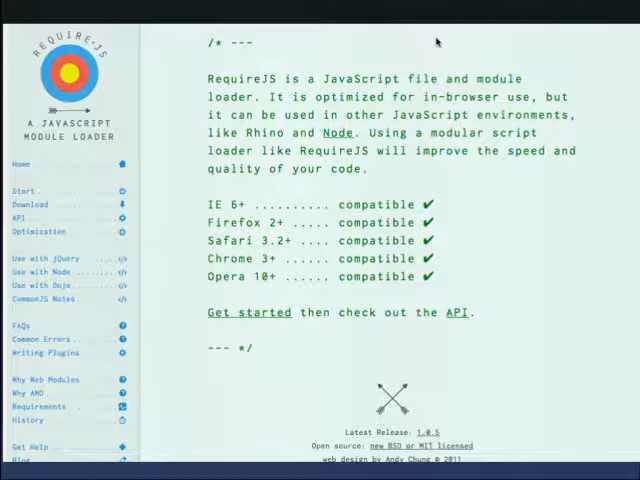 REQUIRE·JS
A JAVASCRIPT
MODULE LOADER
Home
Start
Download
API
Optimization
Use with jQuery
Use with Node
Use with Dojo
CommonJS Notes
FAQs
Common Errors
Writing Plugins
Why Web Modules
Why AMD
Requirements
History
Get Help
Blog
/* ---
RequireJS is a JavaScript file and module
loader. It is optimized for in-browser use, but
it can be used in other JavaScript environments,
like Rhino and Node. Using a modular script
loader like RequireJS will improve the speed and
quality of your code.
IE 6+ .......... compatible ✔
Firefox 2+ ..... compatible ✔
Safari 3.2+ .... compatible ✔
Chrome 3+ ...... compatible ✔
Opera 10+ ...... compatible ✔
Get started then check out the API.
--- */
Latest Release: 1.0.5
Open source: new BSD or MIT licensed
web design by Andy Chung © 2011